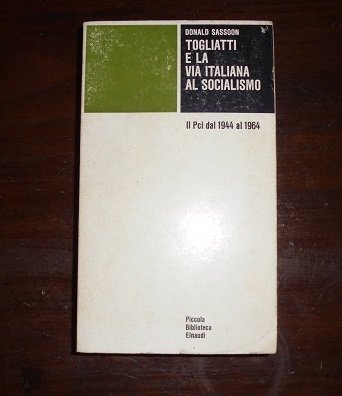 DONALD SASSOON
TOGLIATTI
E LA
VIA ITALIANA
AL SOCIALISMO
Il Pci dal 1944 al 1964
Piccola
Biblioteca
Einaudi